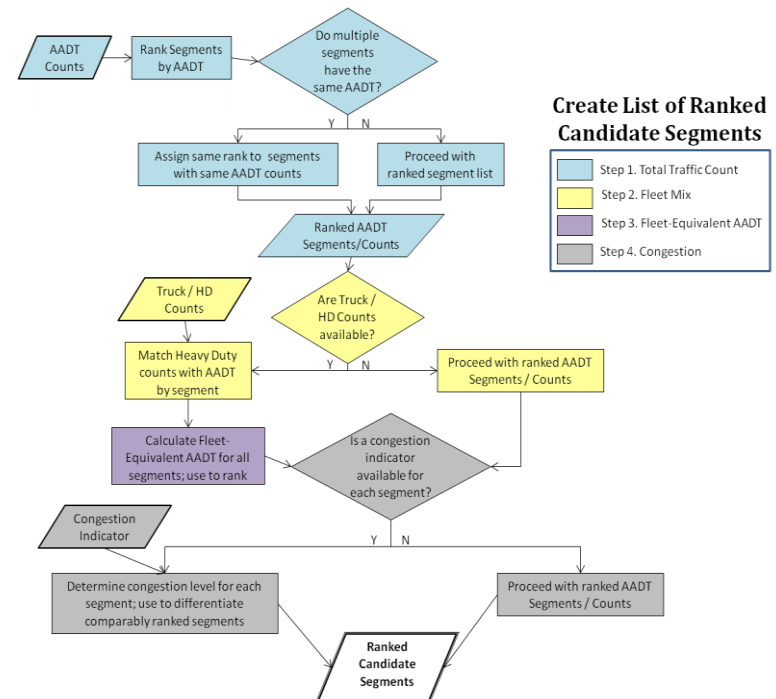 AADT
Counts
Rank Segments
by AADT
Do multiple
segments
have the
same AADT?
Create List of Ranked
Candidate Segments
Step 1. Total Traffic Count
Step 2. Fleet Mix
Step 3. Fleet-Equivalent AADT
Step 4. Congestion
Y N
Assign same rank to segments
with same AADT counts
Proceed with
ranked segment list
Ranked AADT
Segments/Counts
Truck / HD
Counts
Are Truck /
HD Counts
available?
Y N
Match Heavy Duty
counts with AADT
by segment
Proceed with ranked AADT
Segments / Counts
Calculate Fleet-
Equivalent AADT for all
segments; use to rank
Is a congestion
indicator
available for
each segment?
Congestion
Indicator
Y N
Determine congestion level for each
segment; use to differentiate
comparably ranked segments
Proceed with ranked AADT
Segments / Counts
Ranked
Candidate
Segments